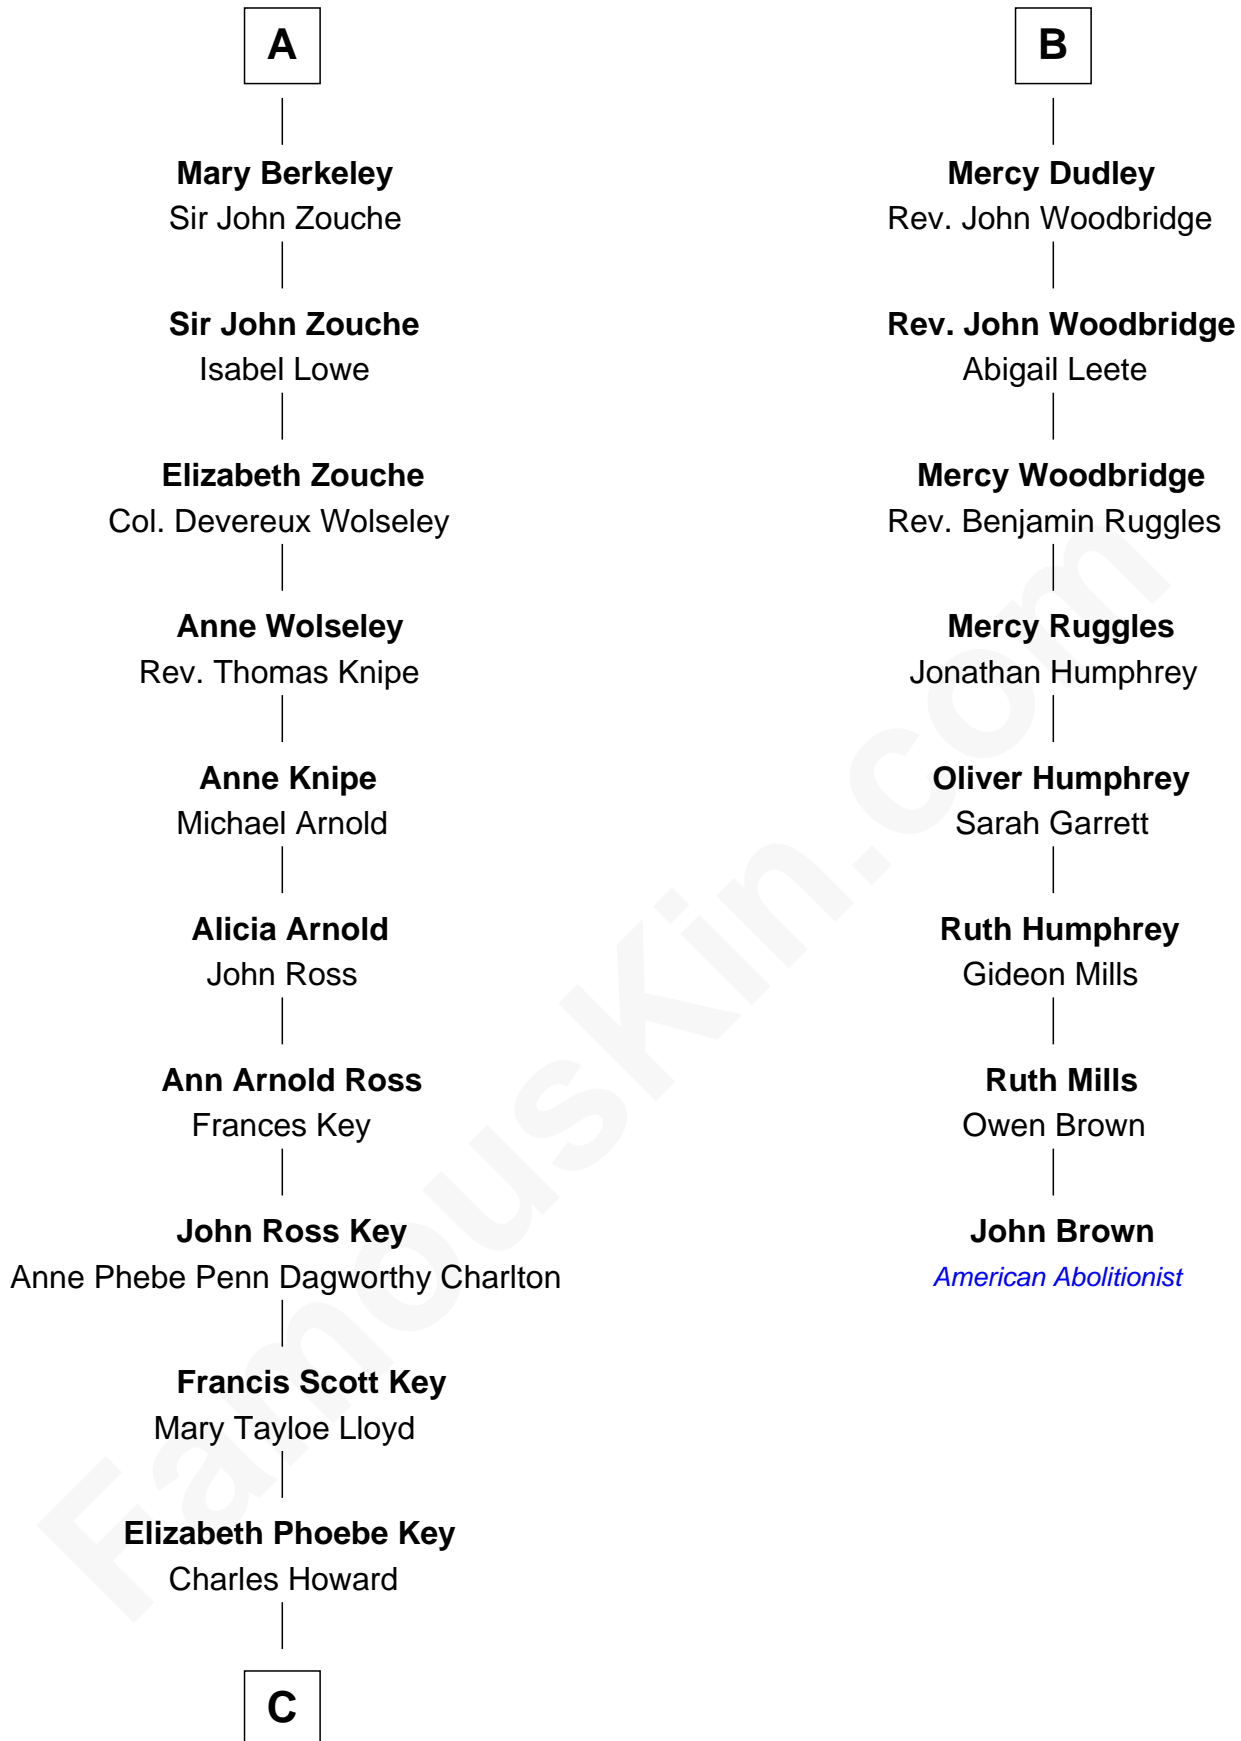 A
Mary Berkeley
Sir John Zouche
Sir John Zouche
Isabel Lowe
Elizabeth Zouche
Col. Devereux Wolseley
Anne Wolseley
Rev. Thomas Knipe
Anne Knipe
Michael Arnold
Alicia Arnold
John Ross
Ann Arnold Ross
Frances Key
John Ross Key
Anne Phebe Penn Dagworthy Charlton
Francis Scott Key
Mary Tayloe Lloyd
Elizabeth Phoebe Key
Charles Howard
C
B
Mercy Dudley
Rev. John Woodbridge
Rev. John Woodbridge
Abigail Leete
Mercy Woodbridge
Rev. Benjamin Ruggles
Mercy Ruggles
Jonathan Humphrey
Oliver Humphrey
Sarah Garrett
Ruth Humphrey
Gideon Mills
Ruth Mills
Owen Brown
John Brown
American Abolitionist
FamousKin.com